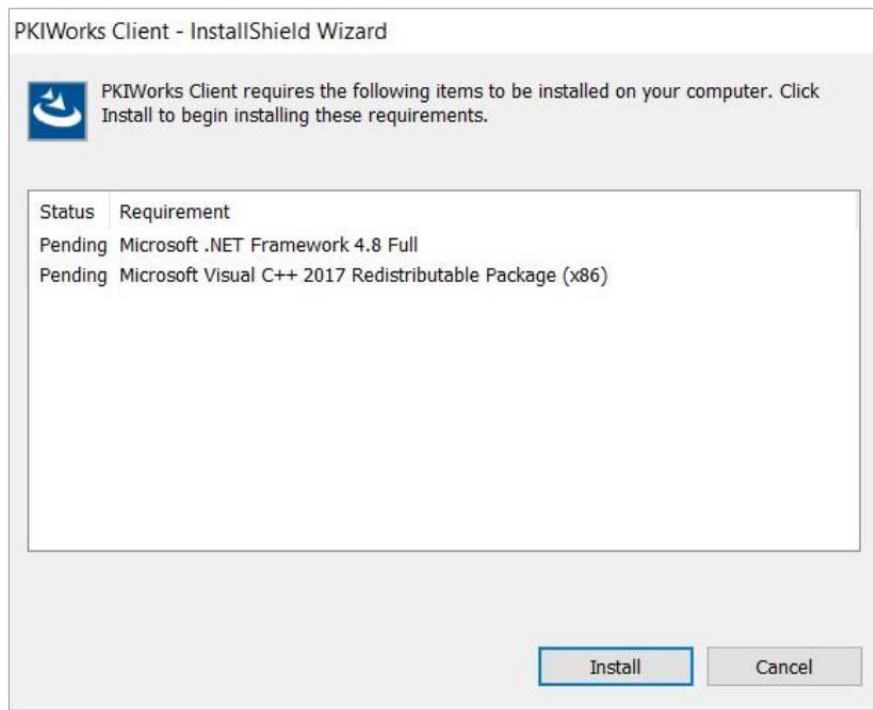 PKIWorks Client - InstallShield Wizard
PKIWorks Client requires the following items to be installed on your computer. Click
Install to begin installing these requirements.
Status Requirement
Pending Microsoft .NET Framework 4.8 Full
Pending Microsoft Visual C++ 2017 Redistributable Package (x86)
Install Cancel